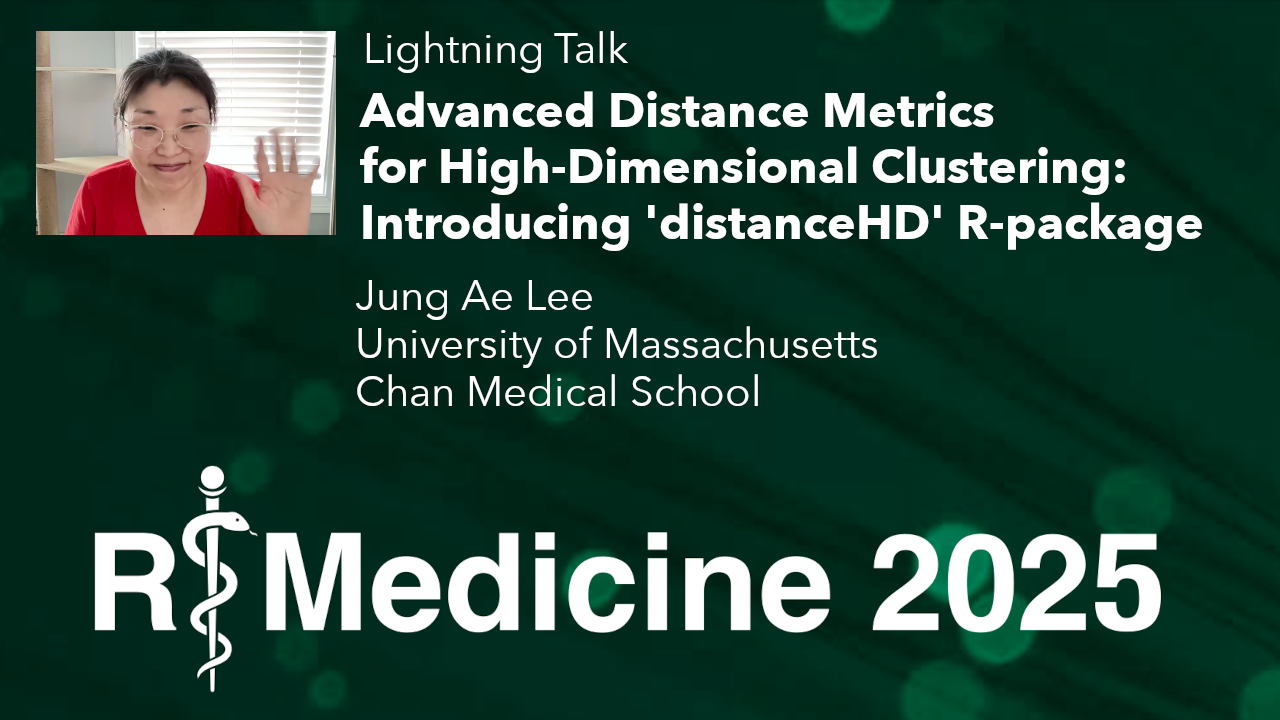 Lightning Talk
Advanced Distance Metrics
for High-Dimensional Clustering:
Introducing 'distanceHD' R-package
Jung Ae Lee
University of Massachusetts
Chan Medical School
R Medicine 2025